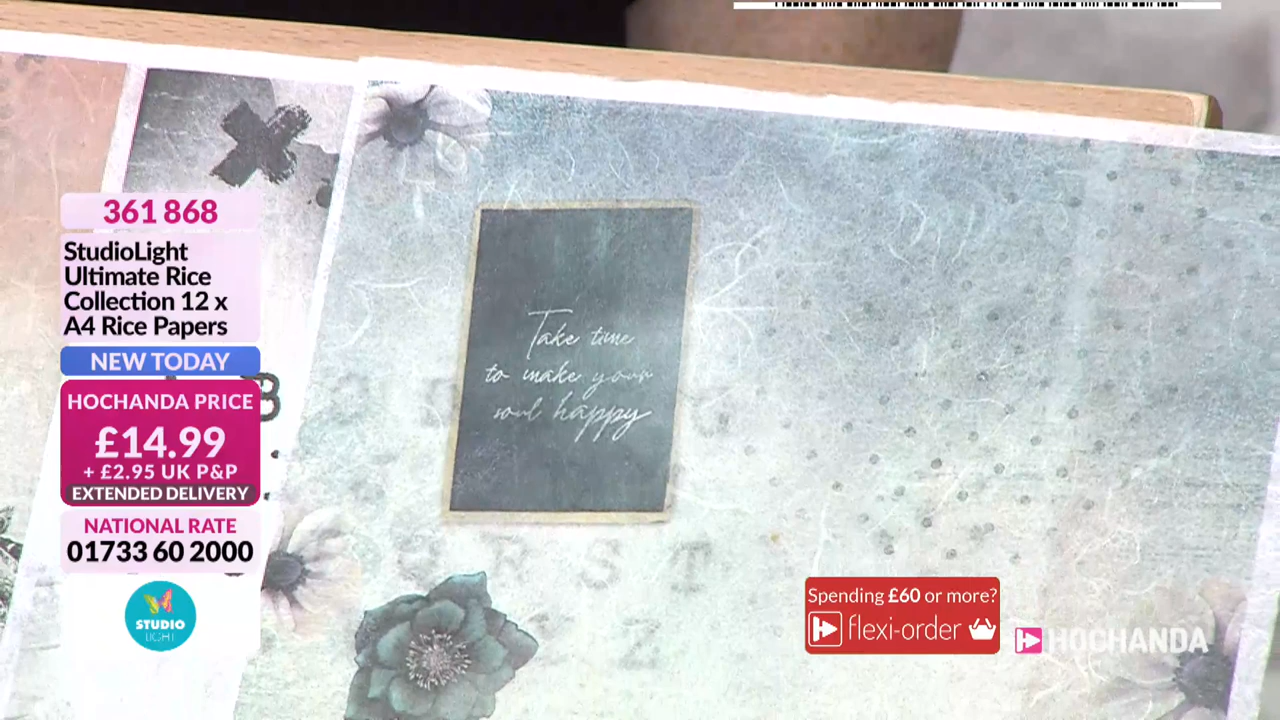 361 868
StudioLight
Ultimate Rice
Collection 12 x
A4 Rice Papers
NEW TODAY
HOCHANDA PRICE
£14.99
+ £2.95 UK P&P
EXTENDED DELIVERY
NATIONAL RATE
01733 60 2000
STUDIO
LIGHT
B
Take time
to make your
soul happy
R S T
Z
Spending £60 or more?
flexi-order
HOCHANDA